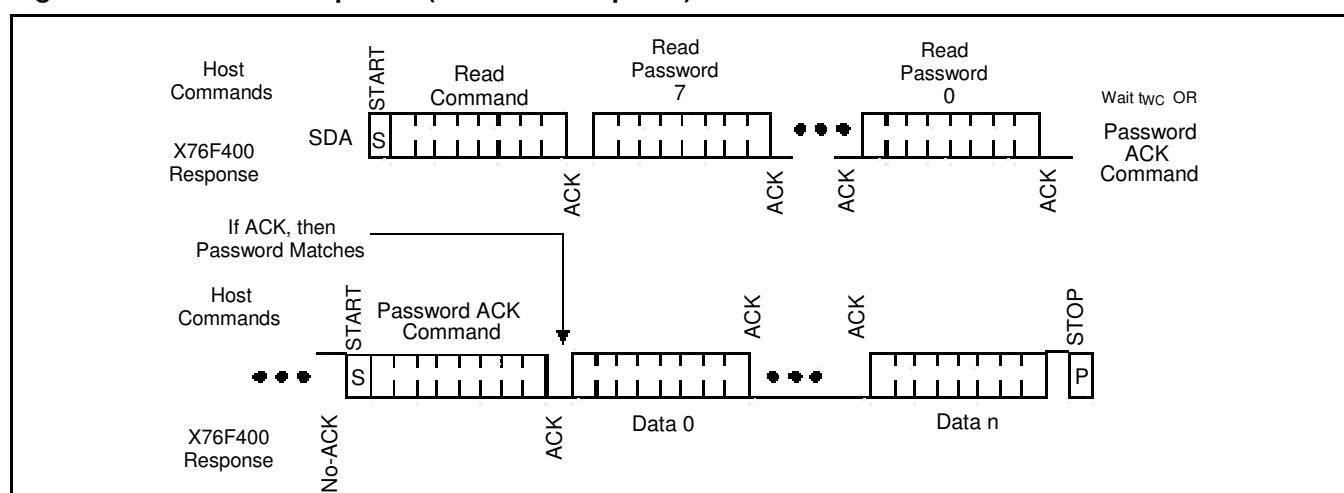 Host
Commands
START
Read
Command
Read
Password
7
Read
Password
0
Wait tWC OR
Password
ACK
Command
SDA
S
X76F400
Response
ACK
ACK
ACK
ACK
If ACK, then
Password Matches
Host
Commands
START
Password ACK
Command
ACK
ACK
STOP
S
P
X76F400
Response
No-ACK
ACK
Data 0
Data n